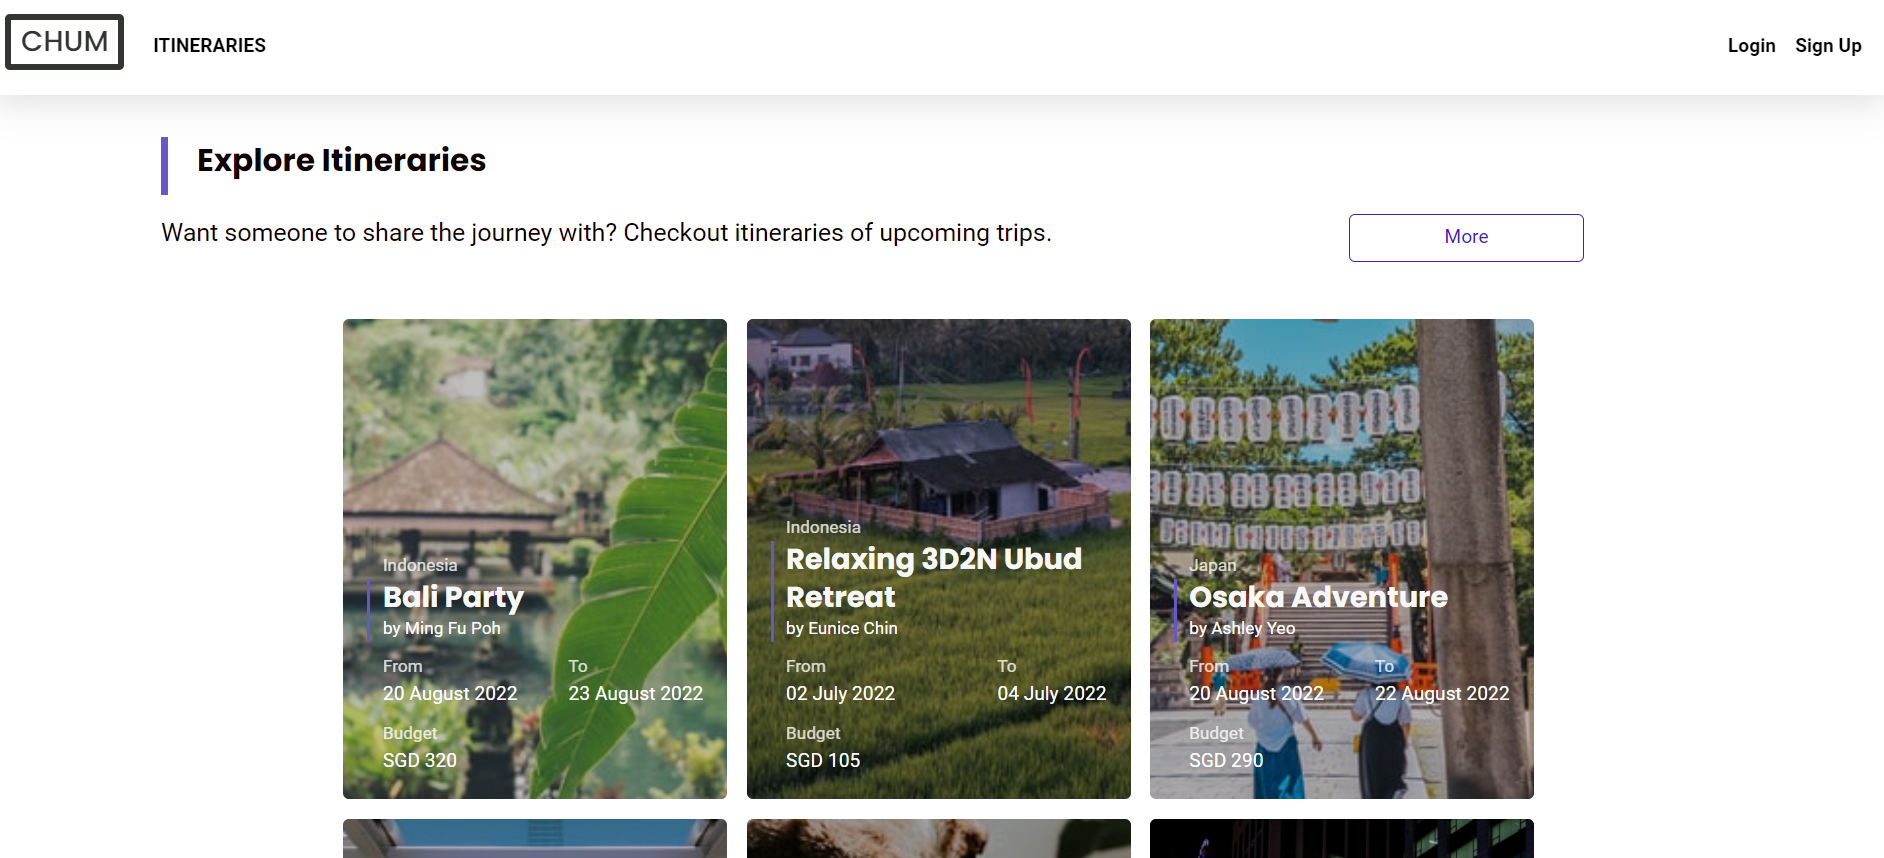 CHUM
ITINERARIES
Login
Sign Up
Explore Itineraries
Want someone to share the journey with? Checkout itineraries of upcoming trips.
More
Indonesia
Bali Party
by Ming Fu Poh
From
To
20 August 2022
23 August 2022
Budget
SGD 320
Indonesia
Relaxing 3D2N Ubud
Retreat
by Eunice Chin
From
To
02 July 2022
04 July 2022
Budget
SGD 105
Japan
Osaka Adventure
by Ashley Yeo
From
To
20 August 2022
22 August 2022
Budget
SGD 290